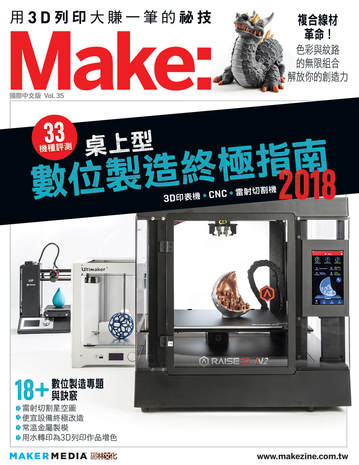 用3D列印大賺一筆的祕技
Make:
國際中文版 Vol. 35
複合線材
革命！
色彩與紋路
的無限組合
解放你的創造力
33
機種評測
桌上型
數位製造終極指南
2018
3D印表機・CNC・雷射切割機
Ultimaker²
RAISE3D N2
18+ 數位製造專題
與訣竅
雷射切割星空圖
便宜設備終極改造
常溫金屬製模
用水轉印為3D列印作品增色
MAKERMEDIA
www.makezine.com.tw